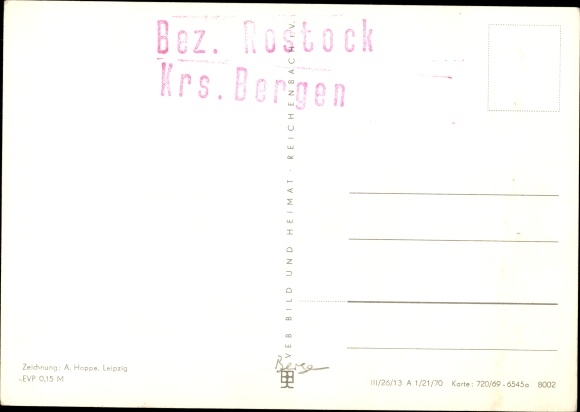 Bez. Rostock
Krs. Bergen
VEB BILD UND HEIMAT · REICHENBACH i.V.
Zeichnung: A. Hoppe, Leipzig
EVP 0,15 M
III/26/13 A 1/21/70 Karte: 720/69 - 6545a 8002